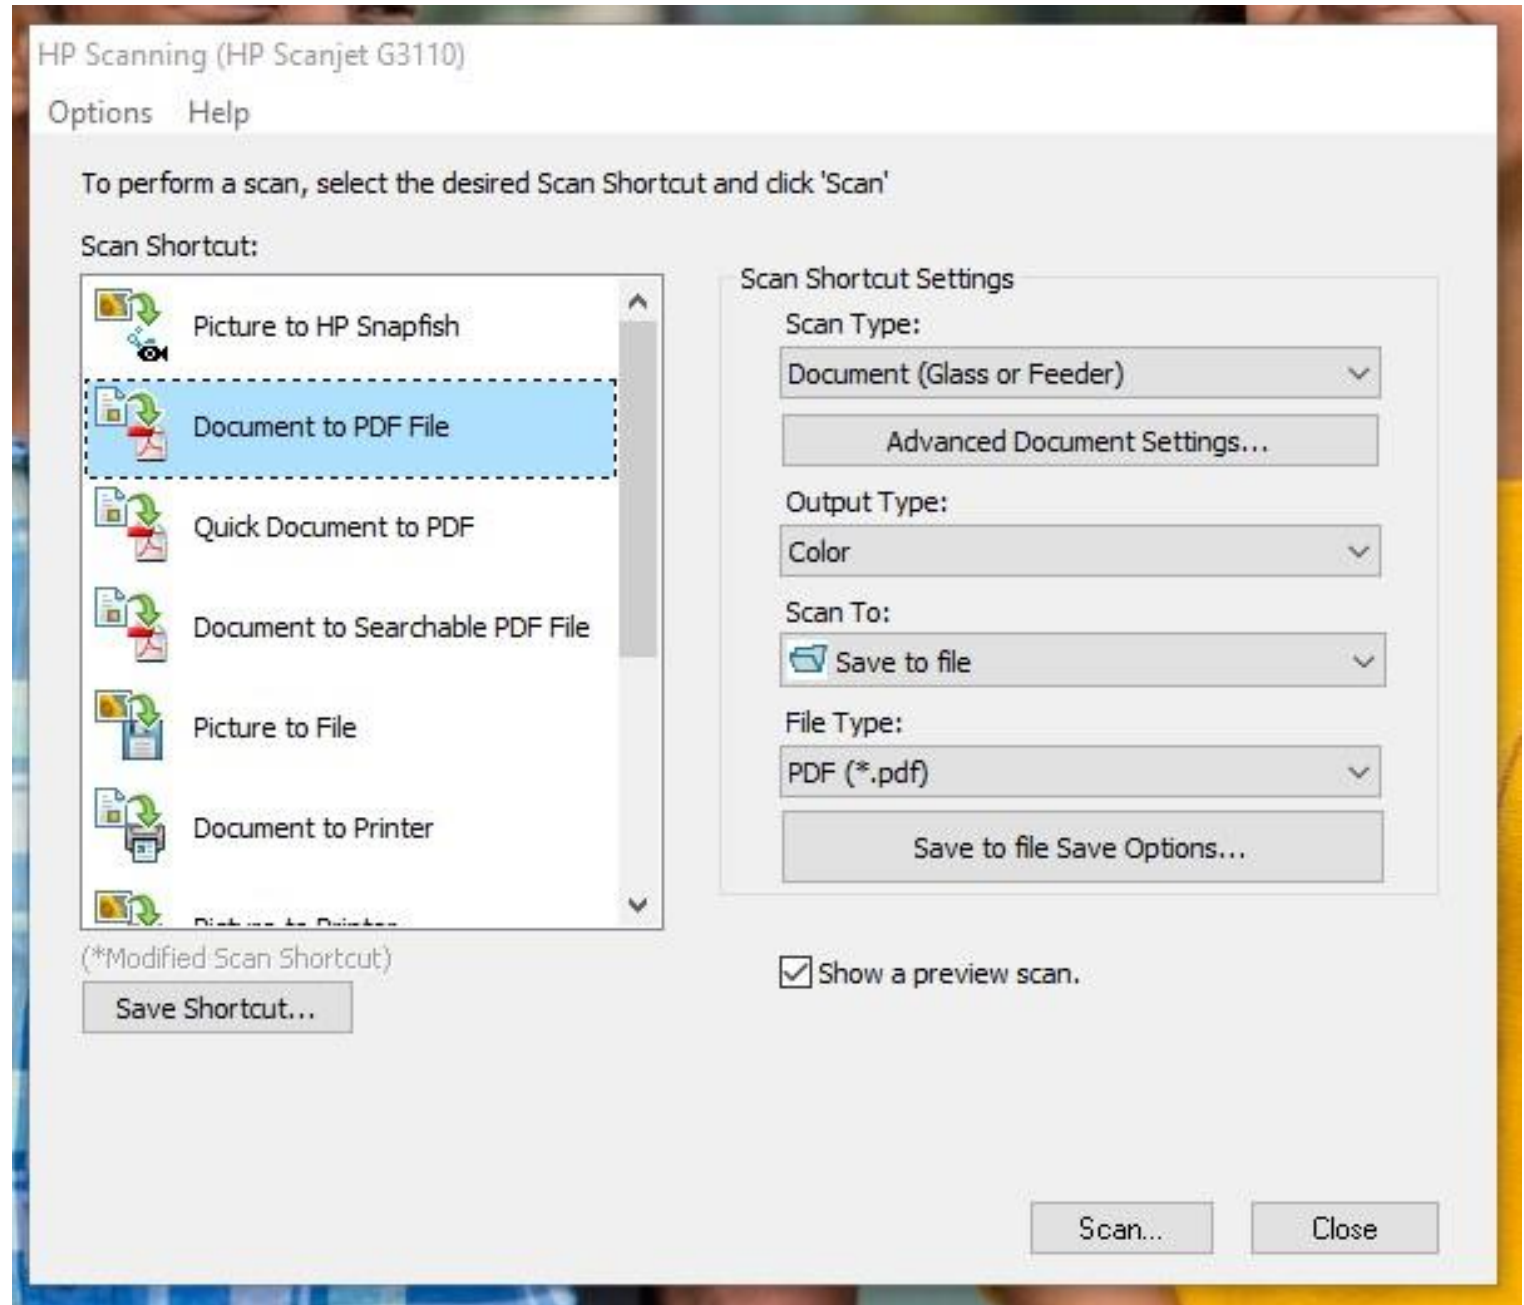 HP Scanning (HP Scanjet G3110)
Options Help
To perform a scan, select the desired Scan Shortcut and click 'Scan'
Scan Shortcut:
Picture to HP Snapfish
Document to PDF File
Quick Document to PDF
Document to Searchable PDF File
Picture to File
Document to Printer
Picture to Printer
(*Modified Scan Shortcut)
Save Shortcut...
Scan Shortcut Settings
Scan Type:
Document (Glass or Feeder)
Advanced Document Settings...
Output Type:
Color
Scan To:
Save to file
File Type:
PDF (*.pdf)
Save to file Save Options...
Show a preview scan.
Scan...
Close